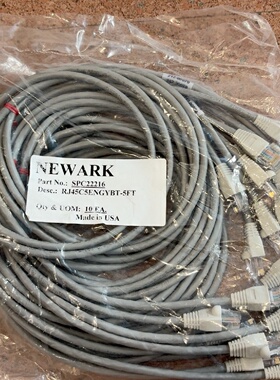 NEWARK
Part No.: SPC22216
Desc.: RJ45C5ENGYBT-5FT
Qty & UOM: 10 EA.
Made in USA